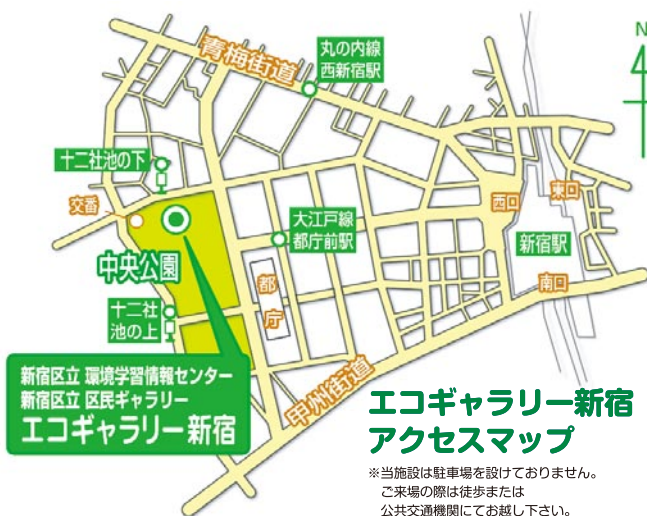 青梅街道
丸の内線
西新宿駅
N
十二社池の下
交番
中央公園
大江戸線
都庁前駅
都庁
西口
東口
新宿駅
南口
十二社
池の上
甲州街道
新宿区立 環境学習情報センター
新宿区立 区民ギャラリー
エコギャラリー新宿
エコギャラリー新宿
アクセスマップ
※当施設は駐車場を設けておりません。
ご来場の際は徒歩または
公共交通機関にてお越し下さい。